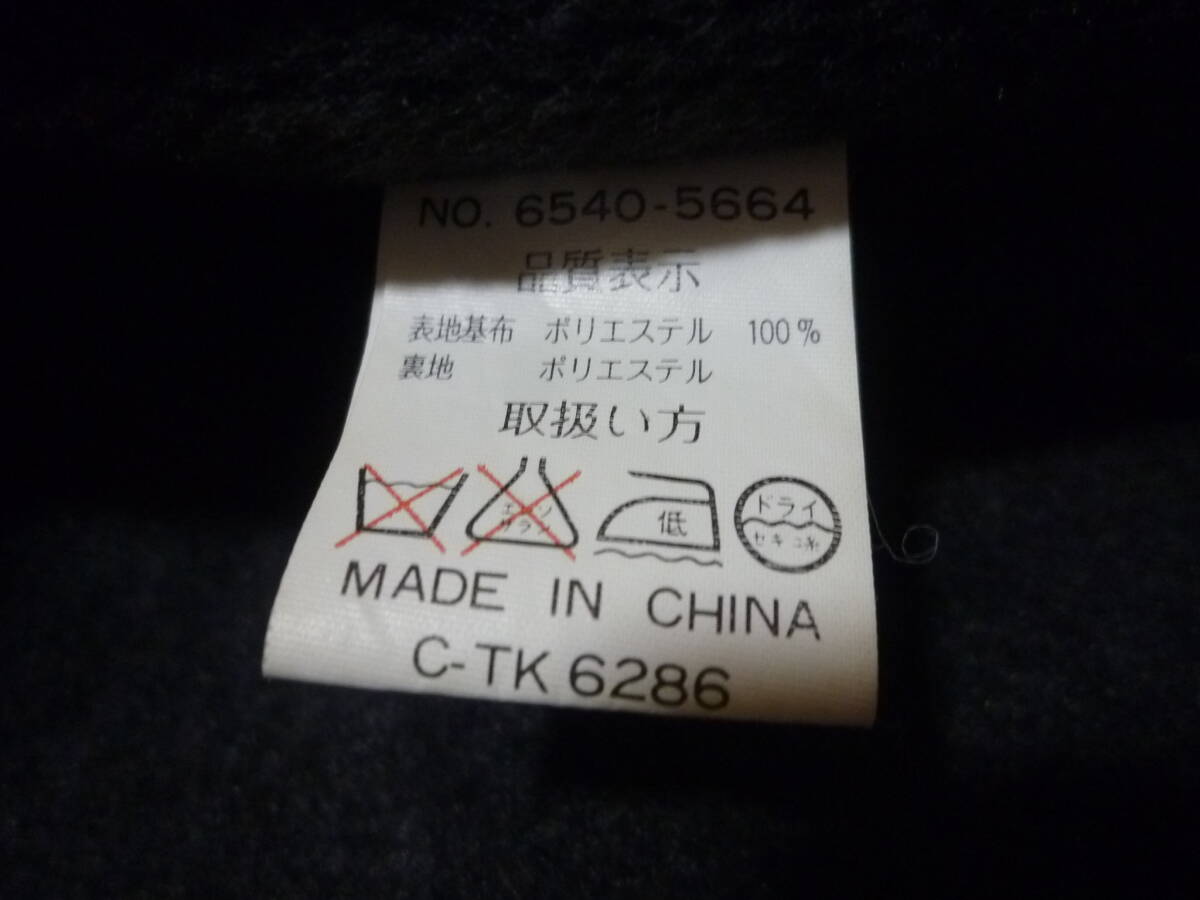 NO. 6540-5664
品質表示
表地基布 ポリエステル 100%
裏地 ポリエステル
取扱い方
エンソ
サラシ
低
ドライ
セキユ系
MADE IN CHINA
C-TK 6286